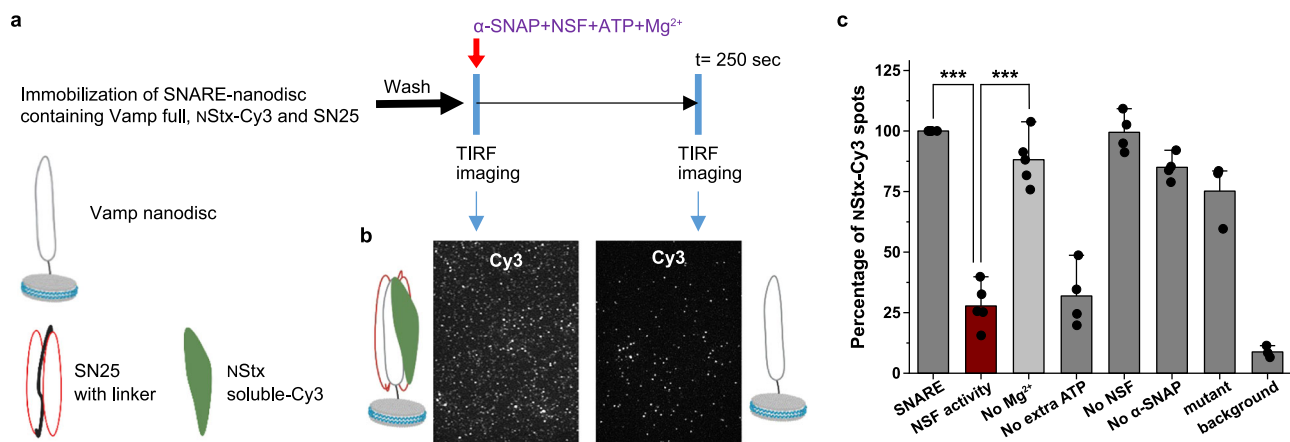 a
α-SNAP+NSF+ATP+Mg²⁺
t= 250 sec
Wash
Immobilization of SNARE-nanodisc
containing Vamp full, NStx-Cy3 and SN25
TIRF
imaging
TIRF
imaging
Vamp nanodisc
SN25
with linker
NStx
soluble-Cy3
b
Cy3
Cy3
c
Percentage of NStx-Cy3 spots
125
100
75
50
25
0
***
***
SNARE
NSF activity
No Mg²⁺
No extra ATP
No NSF
No α-SNAP
mutant
background